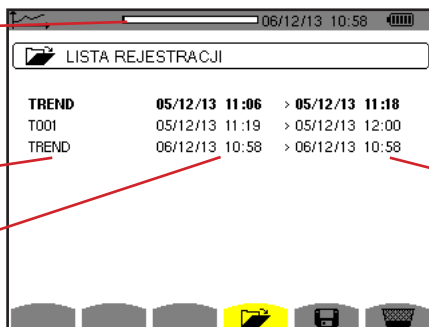 06/12/13 10:58
LISTA REJESTRACJI
TREND 05/12/13 11:06 > 05/12/13 11:18
T001 05/12/13 11:19 > 05/12/13 12:00
TREND 06/12/13 10:58 > 06/12/13 10:58